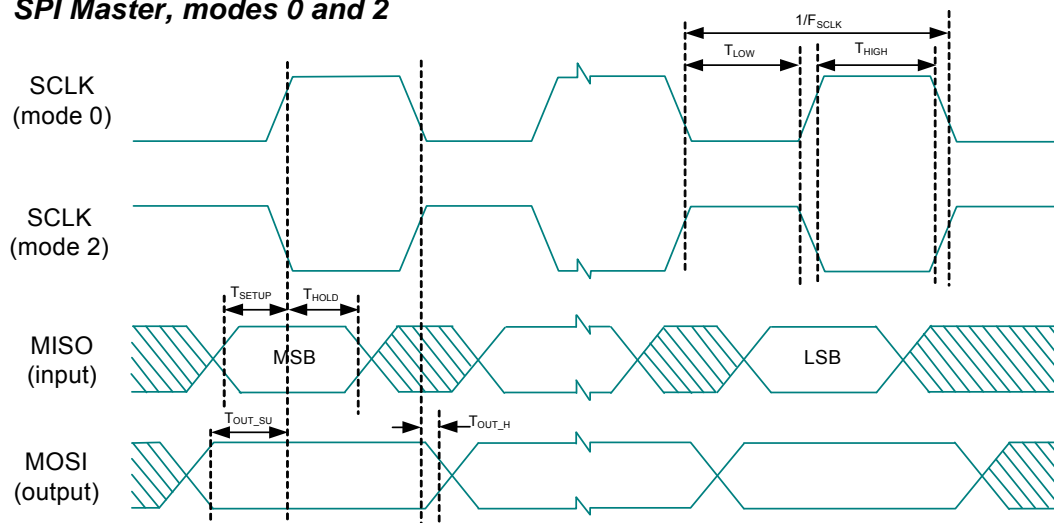 SPI Master, modes 0 and 2
1/FSCLK
TLOW
THIGH
SCLK
(mode 0)
SCLK
(mode 2)
TSETUP
THOLD
MISO
(input)
MSB
LSB
TOUT_SU
TOUT_H
MOSI
(output)